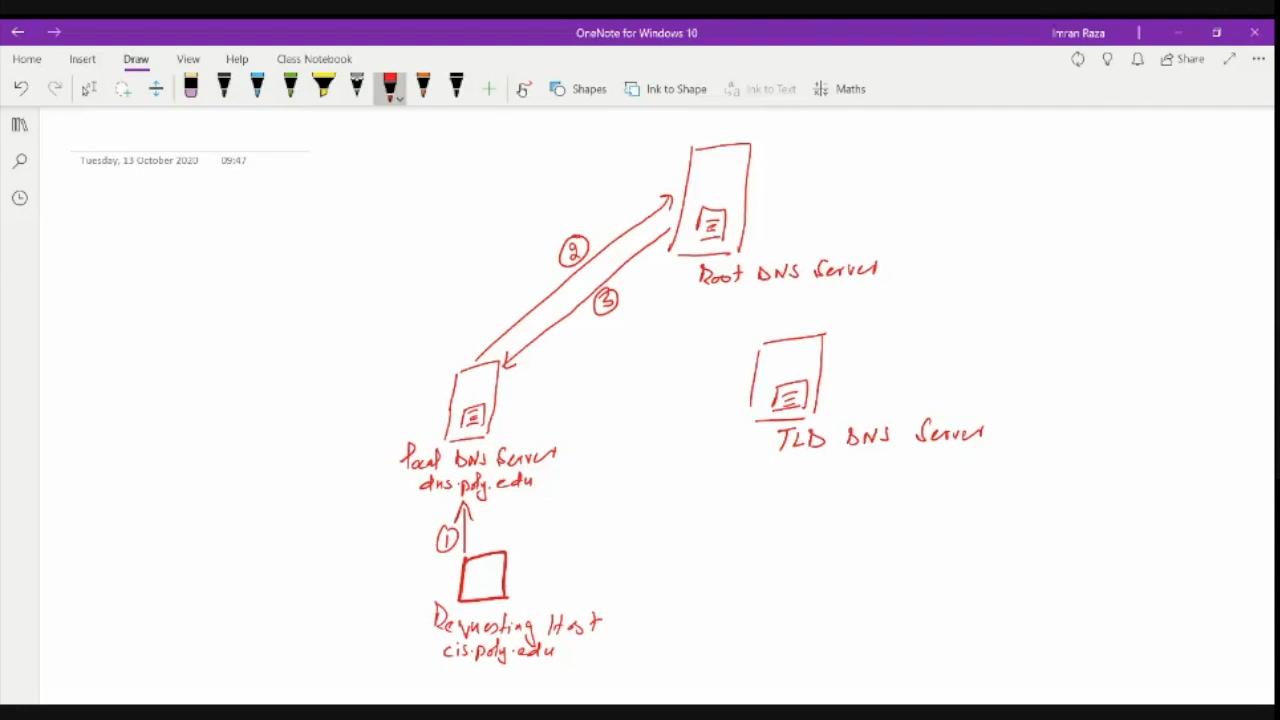 OneNote for Windows 10
Imran Raza
Home Insert Draw View Help Class Notebook
Share
Shapes Ink to Shape Ink to Text Maths
Tuesday, 13 October 2020 09:47
Root DNS Server
2
3
TLD DNS Server
local DNS Server
dns.poly.edu
1
Requesting Host
cis.poly.edu